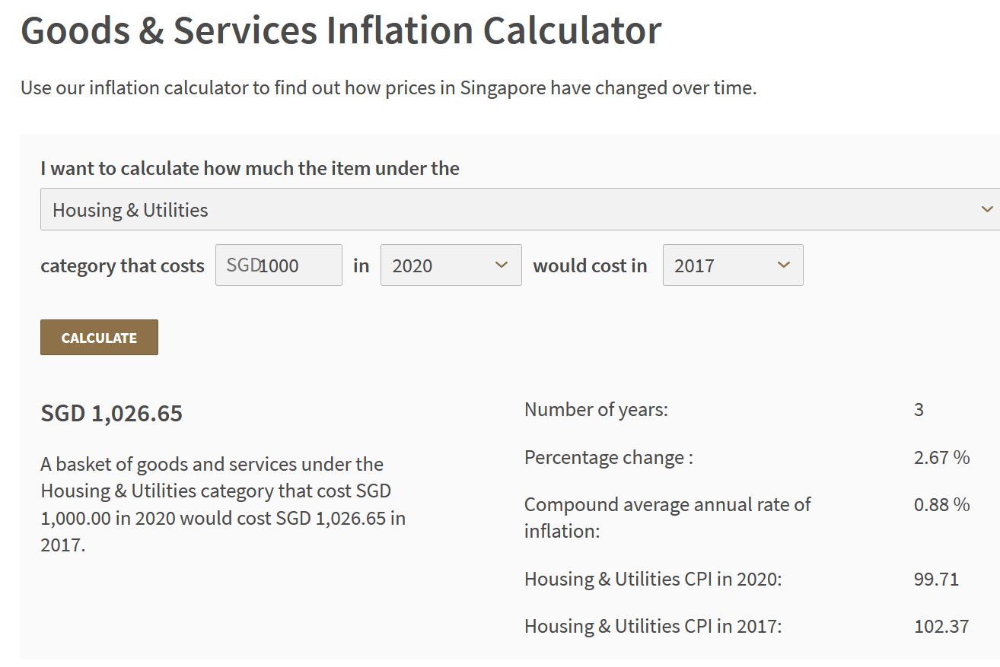 Goods & Services Inflation Calculator
Use our inflation calculator to find out how prices in Singapore have changed over time.
I want to calculate how much the item under the
Housing & Utilities
category that costs SGD1000 in 2020 would cost in 2017
CALCULATE
SGD 1,026.65
A basket of goods and services under the
Housing & Utilities category that cost SGD
1,000.00 in 2020 would cost SGD 1,026.65 in
2017.
Number of years: 3
Percentage change : 2.67 %
Compound average annual rate of 0.88 %
inflation:
Housing & Utilities CPI in 2020: 99.71
Housing & Utilities CPI in 2017: 102.37